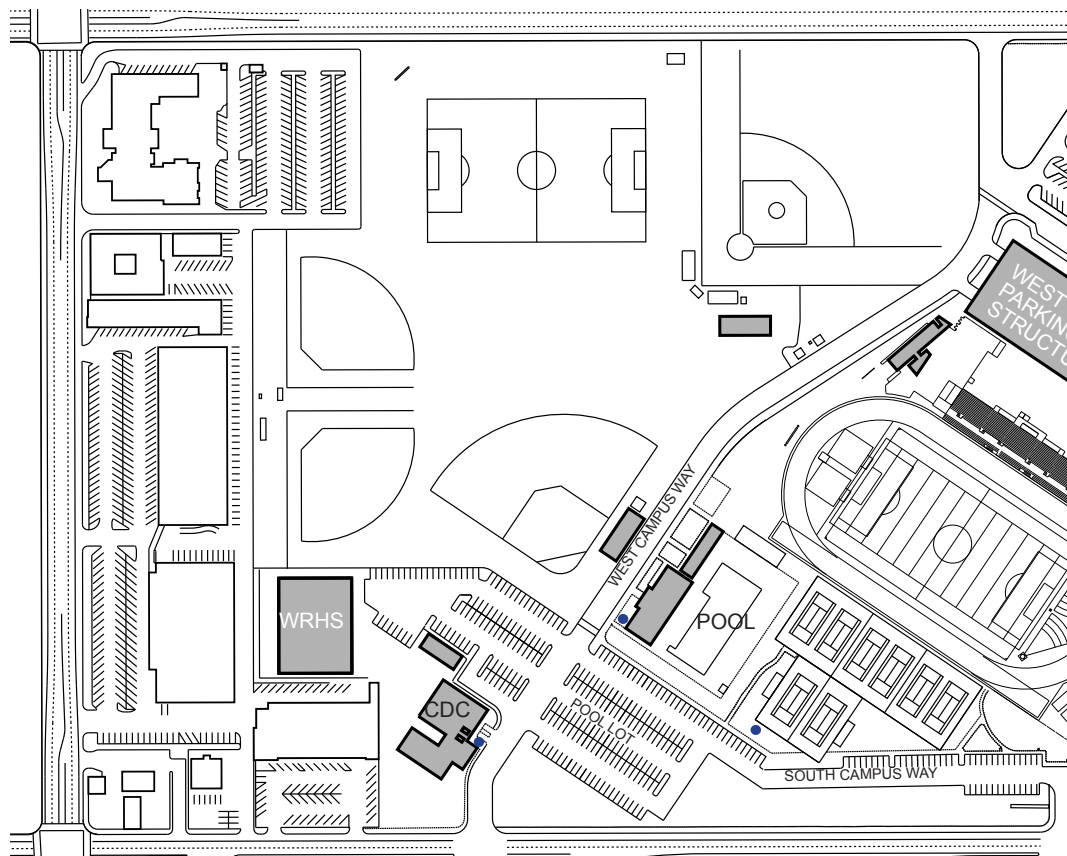 WEST
PARKING
STRUCTU
WEST CAMPUS WAY
WRHS
POOL
CDC
POOL LOT
SOUTH CAMPUS WAY